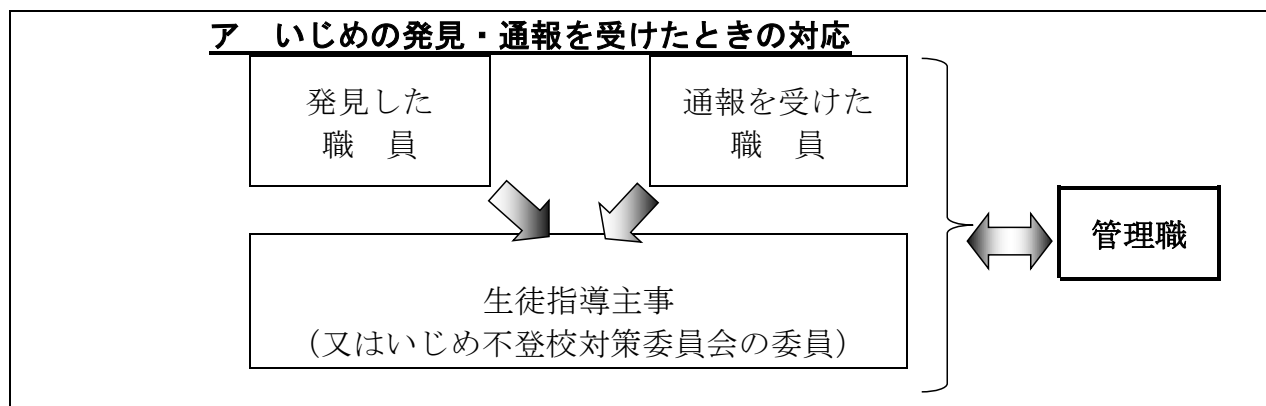 ア　いじめの発見・通報を受けたときの対応
発見した
職　員
通報を受けた
職　員
管理職
生徒指導主事
（又はいじめ不登校対策委員会の委員）